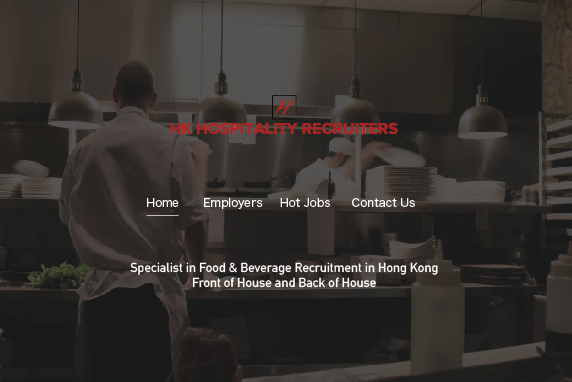 HR HOSPITALITY RECRUITERS
Home Employers Hot Jobs Contact Us
Specialist in Food & Beverage Recruitment in Hong Kong
Front of House and Back of House